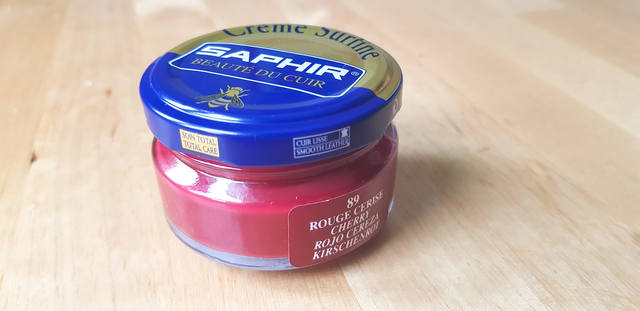 Crème Surfine
SAPHIR®
BEAUTÉ DU CUIR
SOIN TOTAL
TOTAL CARE
CUIR LISSE
SMOOTH LEATHER
89
ROUGE CERISE
CHERRY
ROJO CEREZA
KIRSCHENROT